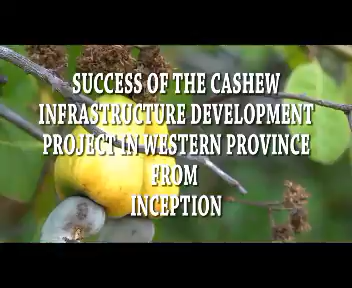 SUCCESS OF THE CASHEW
INFRASTRUCTURE DEVELOPMENT
PROJECT IN WESTERN PROVINCE
FROM
INCEPTION